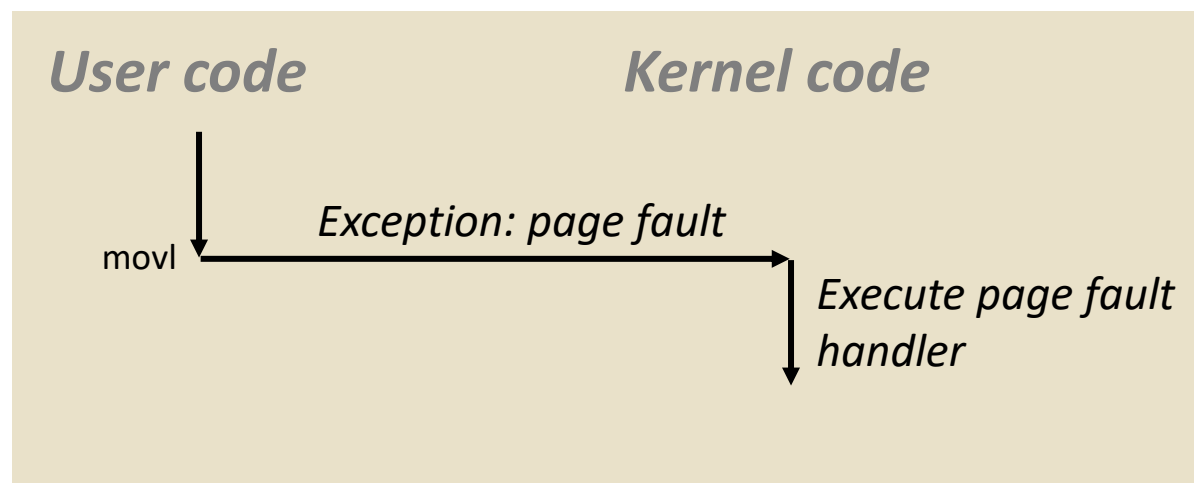 User code
Kernel code
Exception: page fault
movl
Execute page fault
handler